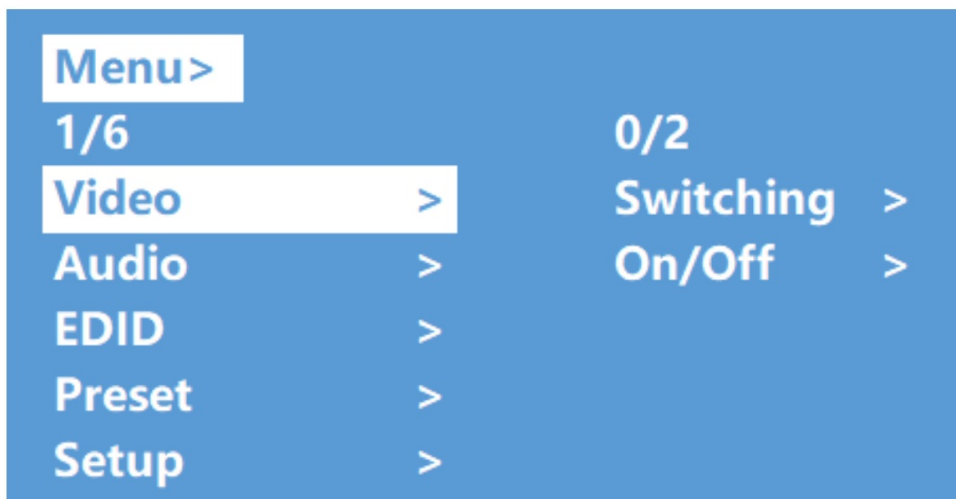 Menu>
1/6 0/2
Video > Switching >
Audio > On/Off >
EDID >
Preset >
Setup >